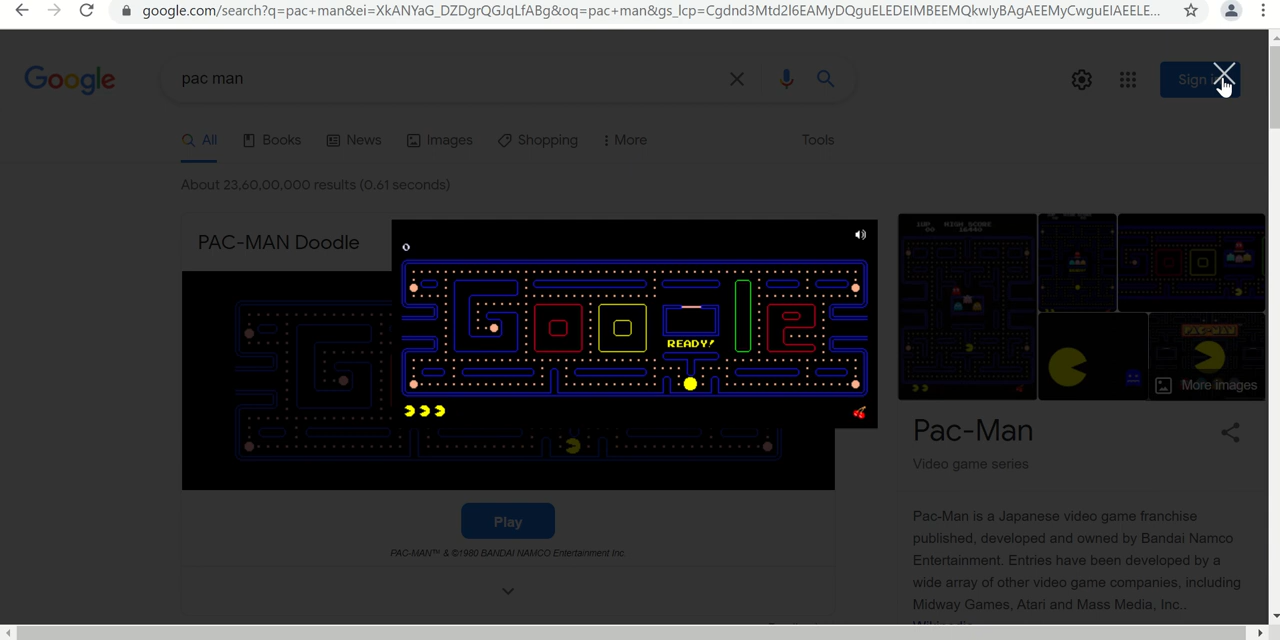 google.com/search?q=pac+man&ei=XkANYaG_DZDgrQGJqLfABg&oq=pac+man&gs_lcp=Cgdnd3Mtd2l6EAMyDQguELEDEIMBEEMQkwIyBAgAEEMyCwguEIAEELE...
Google
pac man
Sign i
All
Books
News
Images
Shopping
More
Tools
About 23,60,00,000 results (0.61 seconds)
PAC-MAN Doodle
READY!
HIGH SCORE
More images
Play
PAC-MAN™ & ©1980 BANDAI NAMCO Entertainment Inc.
Pac-Man
Video game series
Pac-Man is a Japanese video game franchise
published, developed and owned by Bandai Namco
Entertainment. Entries have been developed by a
wide array of other video game companies, including
Midway Games, Atari and Mass Media, Inc..
Wikipedia